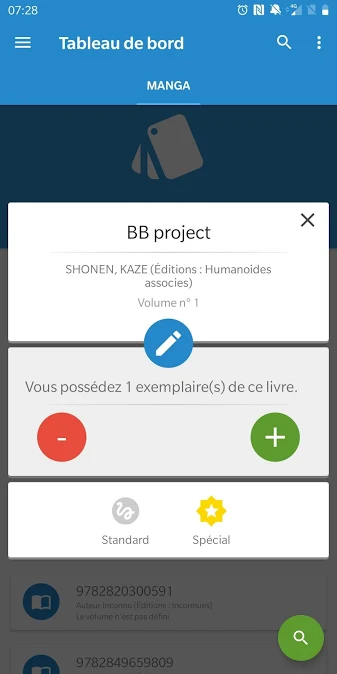 07:28
4G
Tableau de bord
MANGA
BB project
SHONEN, KAZE (Éditions : Humanoides
associes)
Volume n° 1
Vous possédez 1 exemplaire(s) de ce livre.
- +
Standard Spécial
9782820300591
Auteur Inconnu (Éditions : Inconnues)
Le volume n'est pas défini
9782849659809